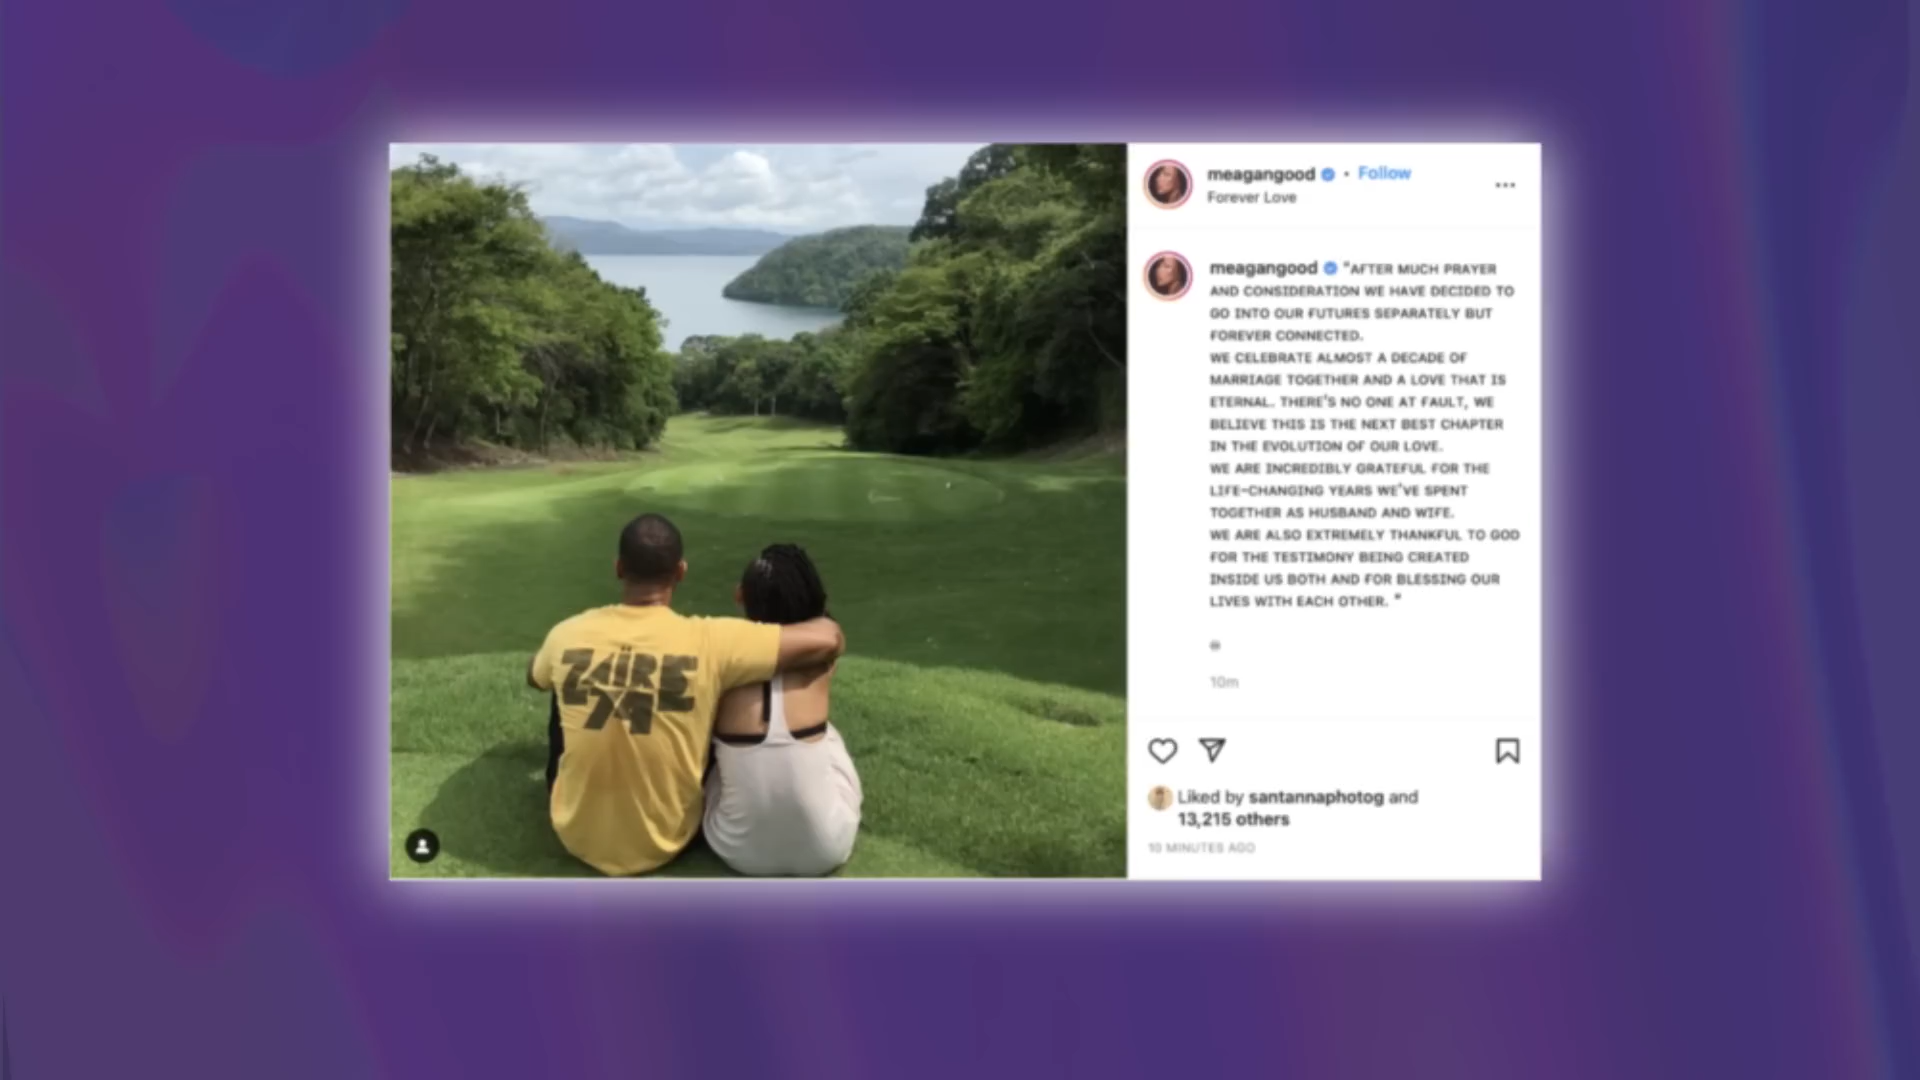 ZAÏRE
74
meagangood • Follow
Forever Love
meagangood "AFTER MUCH PRAYER
AND CONSIDERATION WE HAVE DECIDED TO
GO INTO OUR FUTURES SEPARATELY BUT
FOREVER CONNECTED.
WE CELEBRATE ALMOST A DECADE OF
MARRIAGE TOGETHER AND A LOVE THAT IS
ETERNAL. THERE'S NO ONE AT FAULT, WE
BELIEVE THIS IS THE NEXT BEST CHAPTER
IN THE EVOLUTION OF OUR LOVE.
WE ARE INCREDIBLY GRATEFUL FOR THE
LIFE-CHANGING YEARS WE'VE SPENT
TOGETHER AS HUSBAND AND WIFE.
WE ARE ALSO EXTREMELY THANKFUL TO GOD
FOR THE TESTIMONY BEING CREATED
INSIDE US BOTH AND FOR BLESSING OUR
LIVES WITH EACH OTHER. "
10m
Liked by santannaphotog and
13,215 others
10 MINUTES AGO